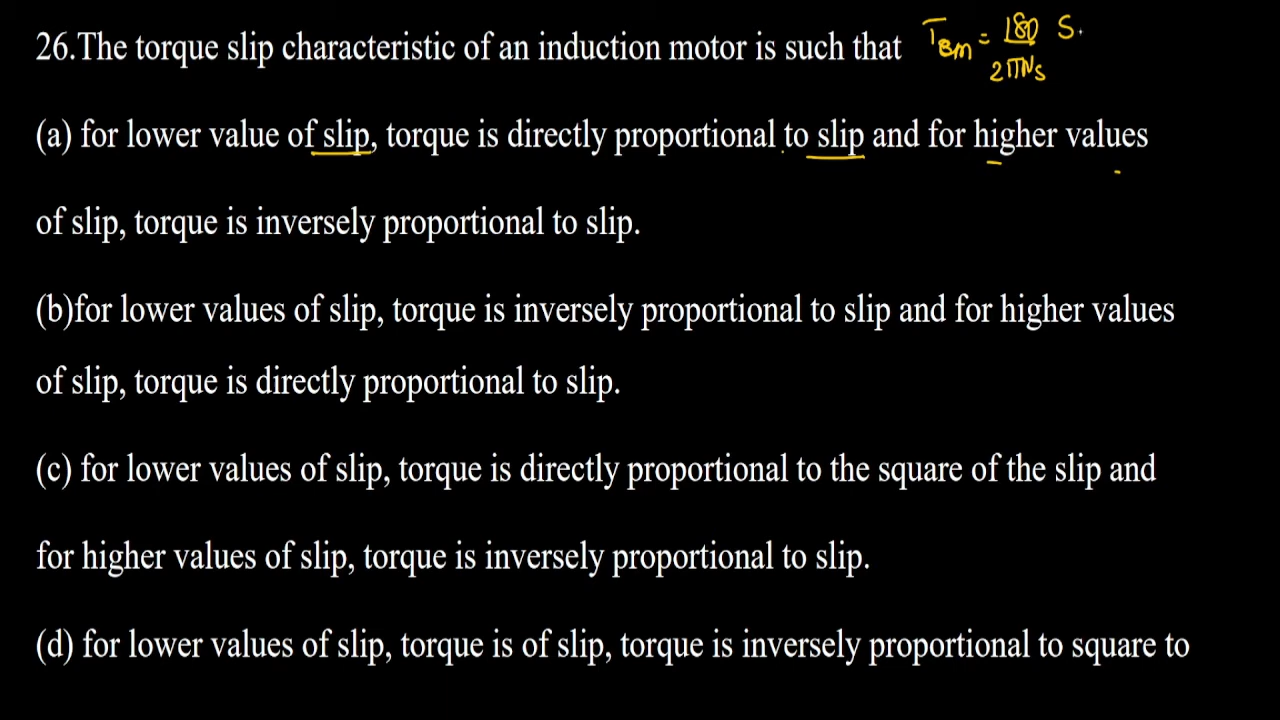 26.The torque slip characteristic of an induction motor is such that TEm = 180 S.
2πNs
(a) for lower value of slip, torque is directly proportional to slip and for higher values
of slip, torque is inversely proportional to slip.
(b)for lower values of slip, torque is inversely proportional to slip and for higher values
of slip, torque is directly proportional to slip.
(c) for lower values of slip, torque is directly proportional to the square of the slip and
for higher values of slip, torque is inversely proportional to slip.
(d) for lower values of slip, torque is of slip, torque is inversely proportional to square to